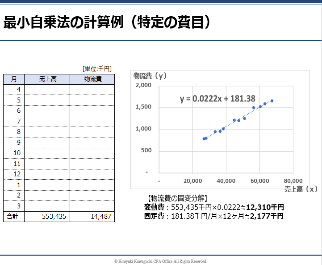 最小自乗法の計算例（特定の費目）
[単位:千円]
月 売上高 物流費
4
5
6
7
8
9
10
11
12
1
2
3
合計 553,435 14,487
物流費（y）
2,000
1,500
1,000
500
-
y = 0.0222x + 181.38
- 20,000 40,000 60,000 80,000
売上高（x）
【物流費の固変分解】
変動費：553,435千円×0.0222≒12,310千円
固定費：181.38千円/月×12ヶ月≒2,177千円